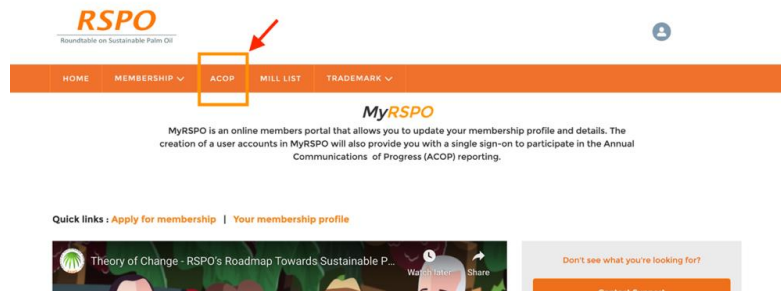 RSPO
Roundtable on Sustainable Palm Oil
HOME MEMBERSHIP ACOP MILL LIST TRADEMARK
MyRSPO
MyRSPO is an online members portal that allows you to update your membership profile and details. The
creation of a user accounts in MyRSPO will also provide you with a single sign-on to participate in the Annual
Communications of Progress (ACOP) reporting.
Quick links : Apply for membership | Your membership profile
Theory of Change - RSPO's Roadmap Towards Sustainable P...
Watch later Share
Don't see what you're looking for?
Contact Support